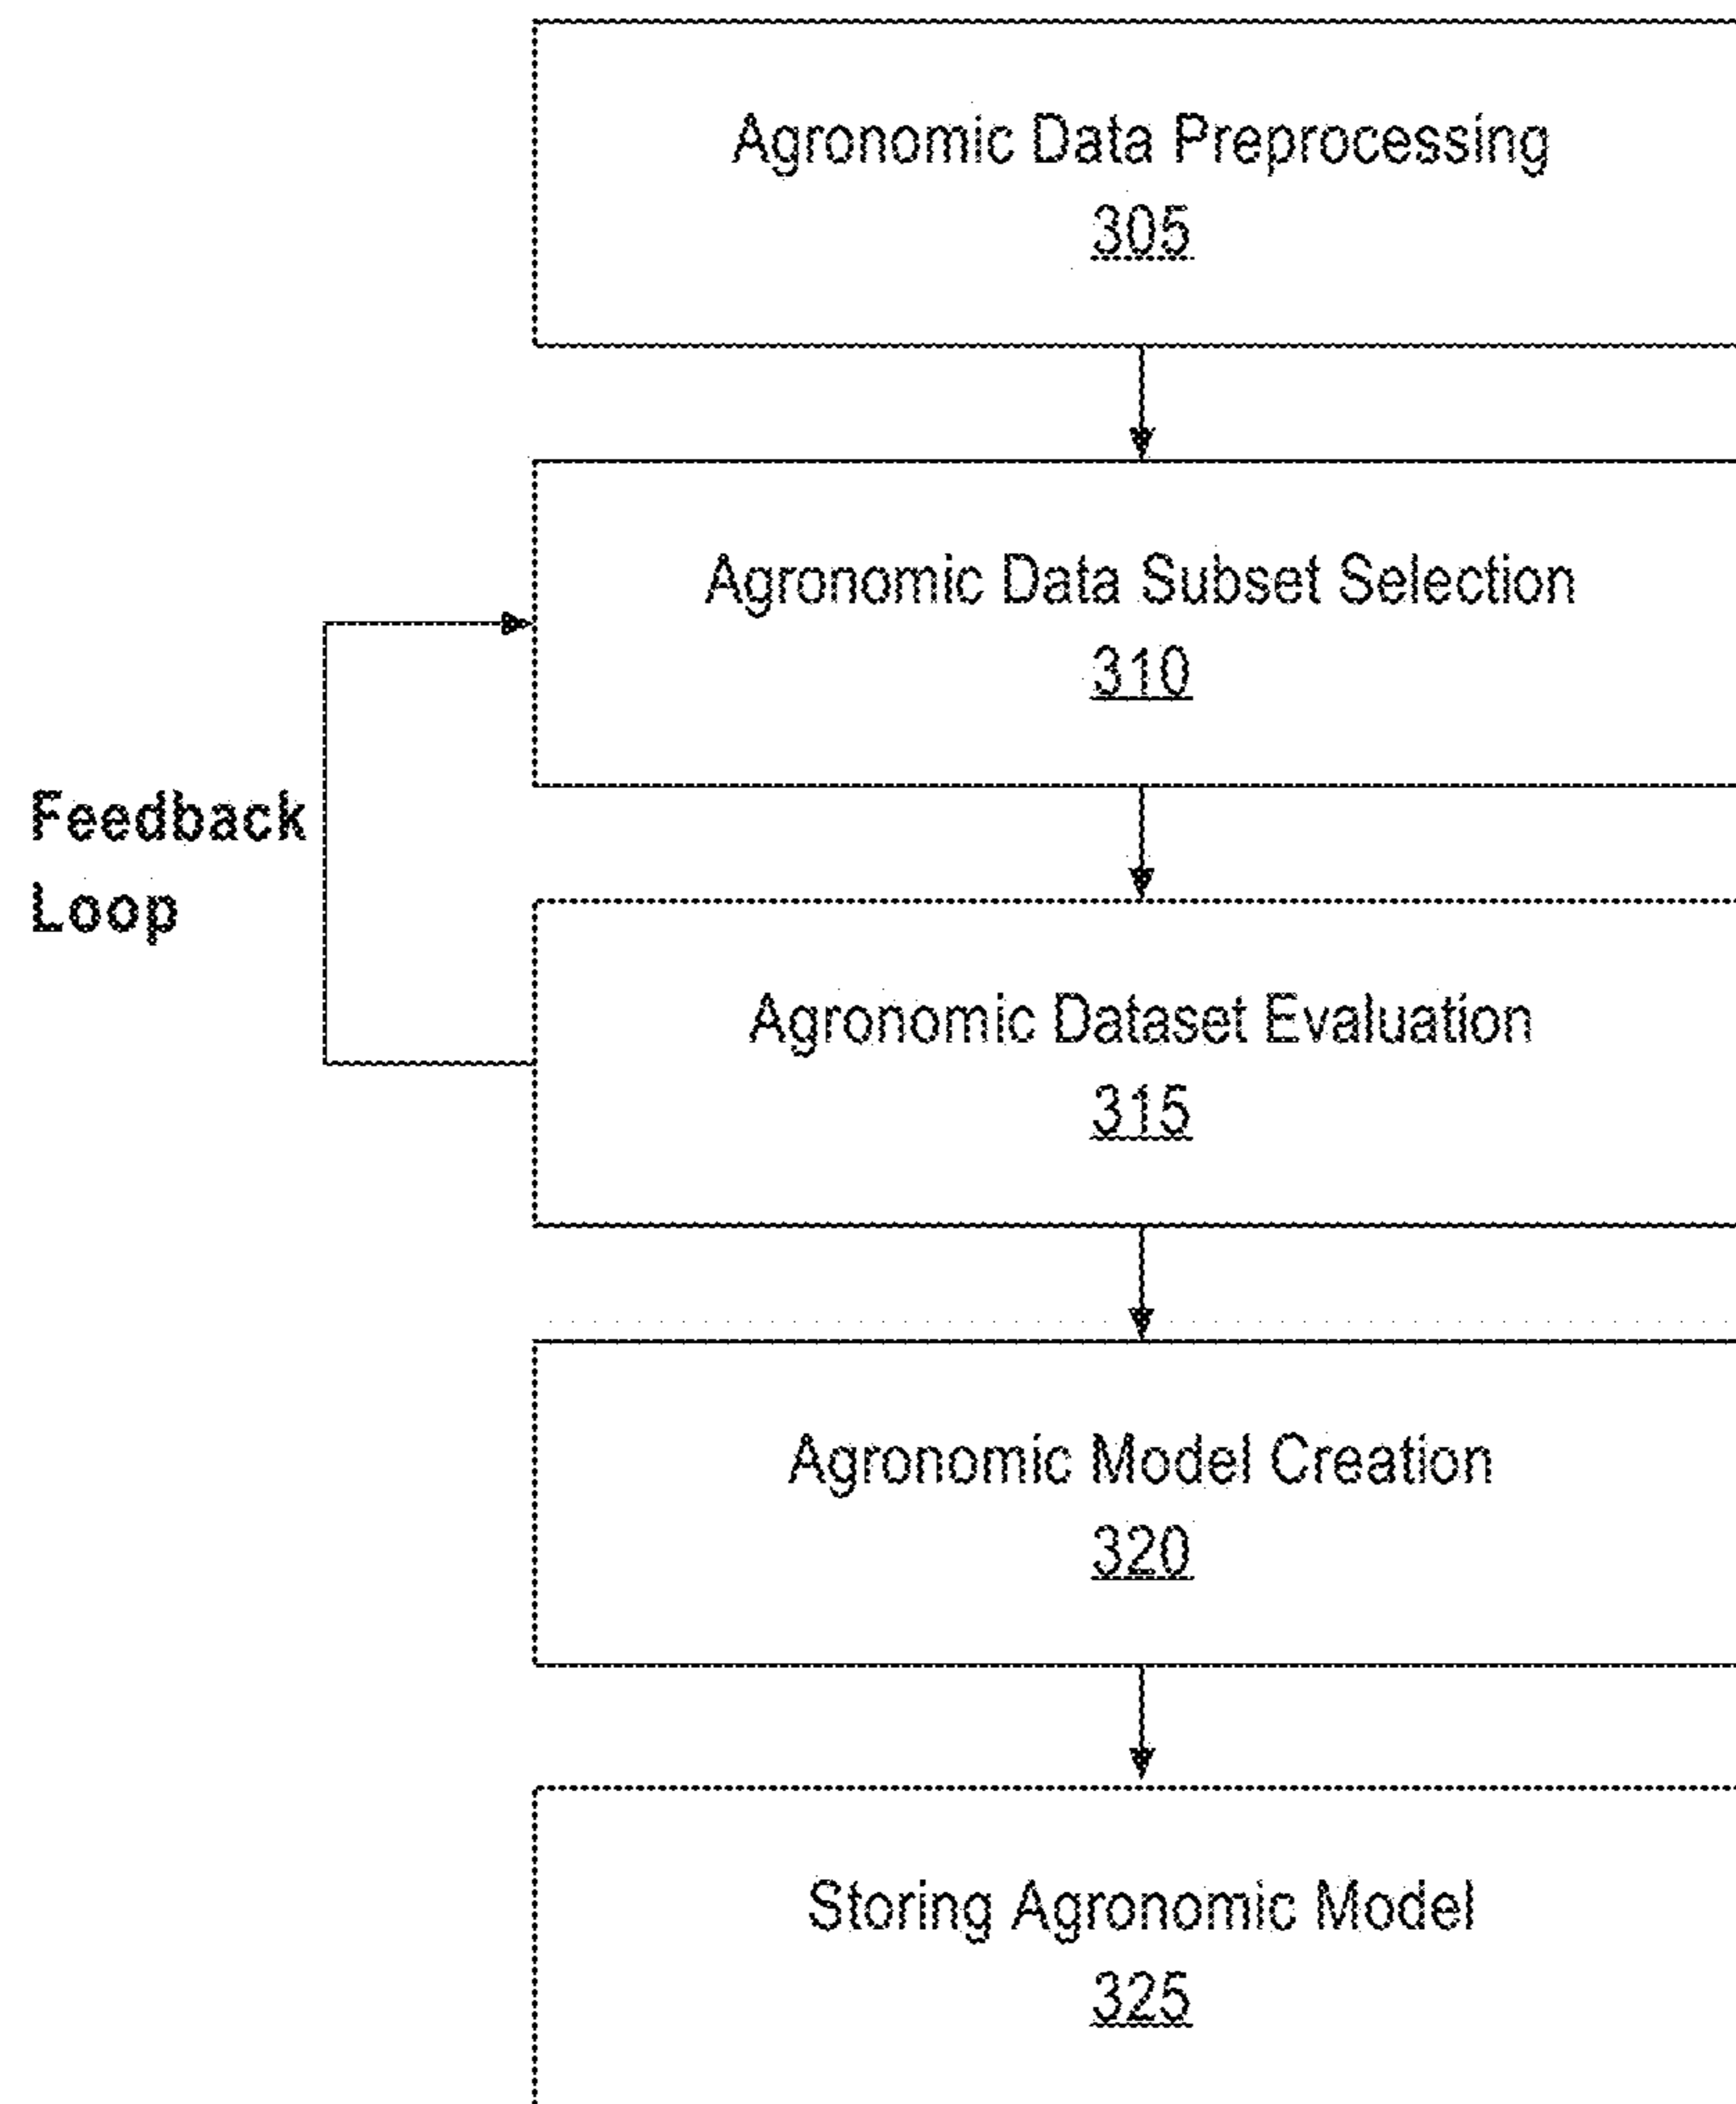 Agronomic Data Preprocessing
305
Agronomic Data Subset Selection
310
Feedback
Loop
Agronomic Dataset Evaluation
315
Agronomic Model Creation
320
Storing Agronomic Model
325